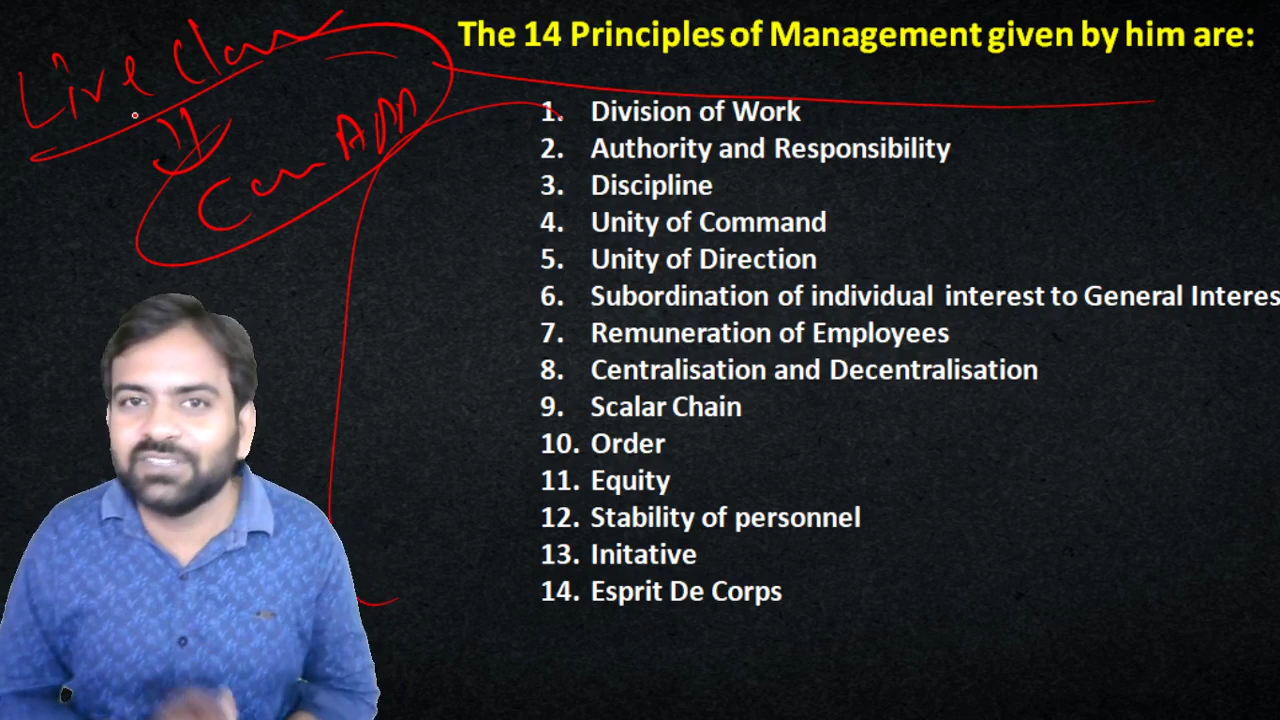 The 14 Principles of Management given by him are:
Live Class
Can App
1. Division of Work
2. Authority and Responsibility
3. Discipline
4. Unity of Command
5. Unity of Direction
6. Subordination of individual interest to General Interes
7. Remuneration of Employees
8. Centralisation and Decentralisation
9. Scalar Chain
10. Order
11. Equity
12. Stability of personnel
13. Initative
14. Esprit De Corps